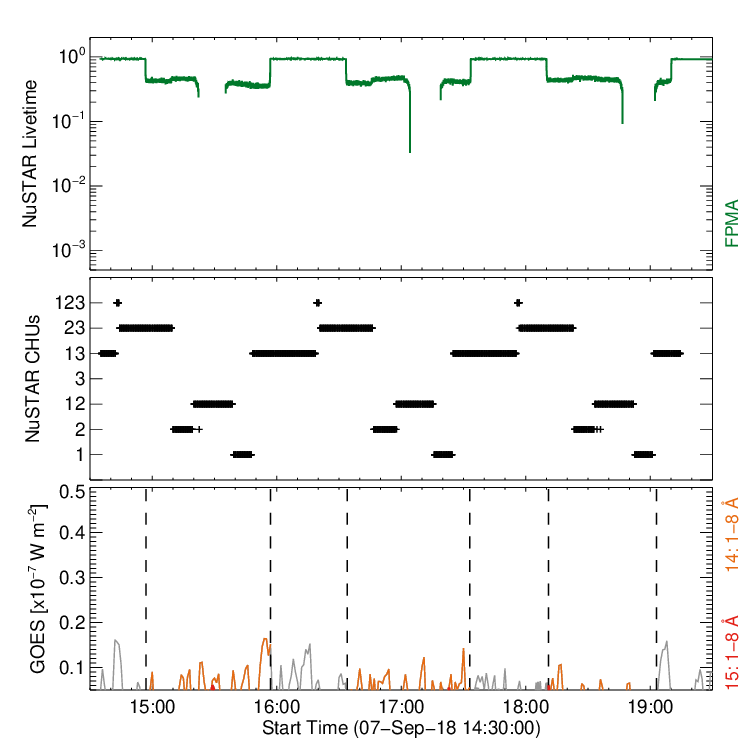 NuSTAR Livetime
10⁰
10⁻¹
10⁻²
10⁻³
FPMA
NuSTAR CHUs
123
23
13
3
12
2
1
GOES [x10⁻⁷ W m⁻²]
0.5
0.4
0.3
0.2
0.1
14: 1−8 Å
15: 1−8 Å
15:00 16:00 17:00 18:00 19:00
Start Time (07−Sep−18 14:30:00)